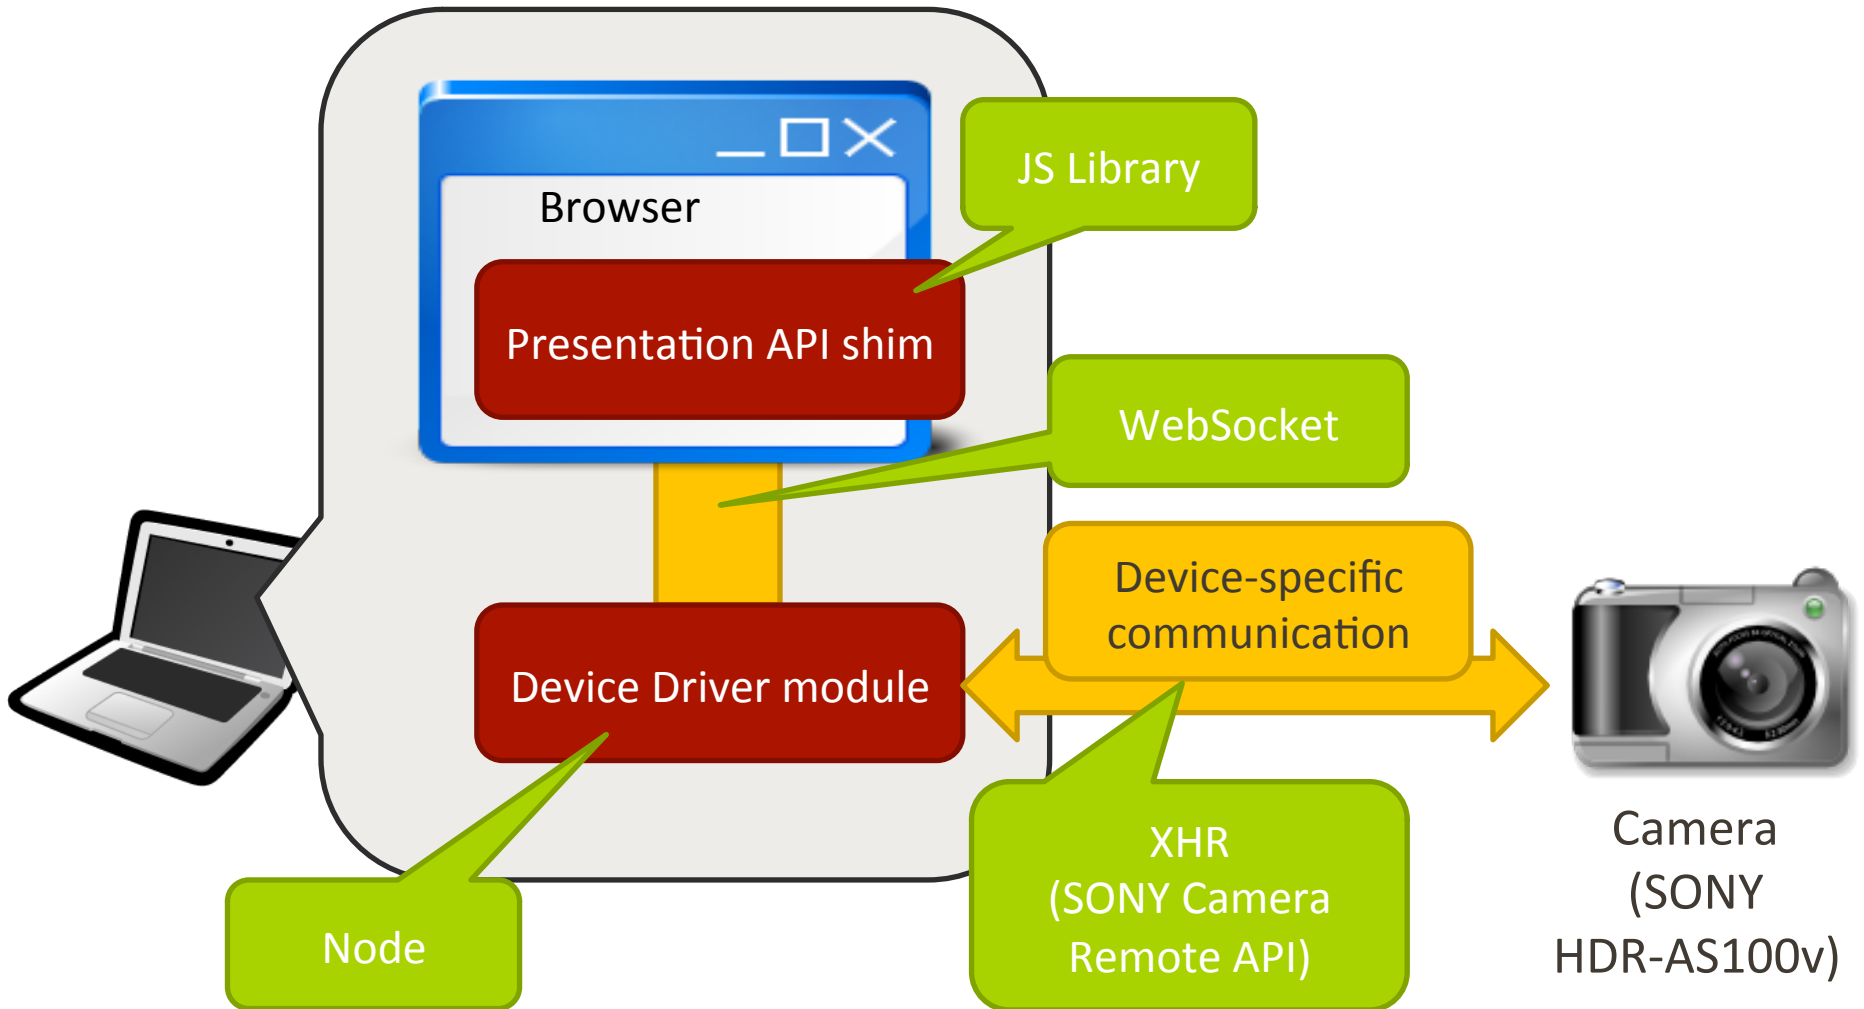 JS Library
Browser
Presentation API shim
WebSocket
Device-specific
communication
Device Driver module
XHR
(SONY Camera
Remote API)
Node
Camera
(SONY
HDR-AS100v)